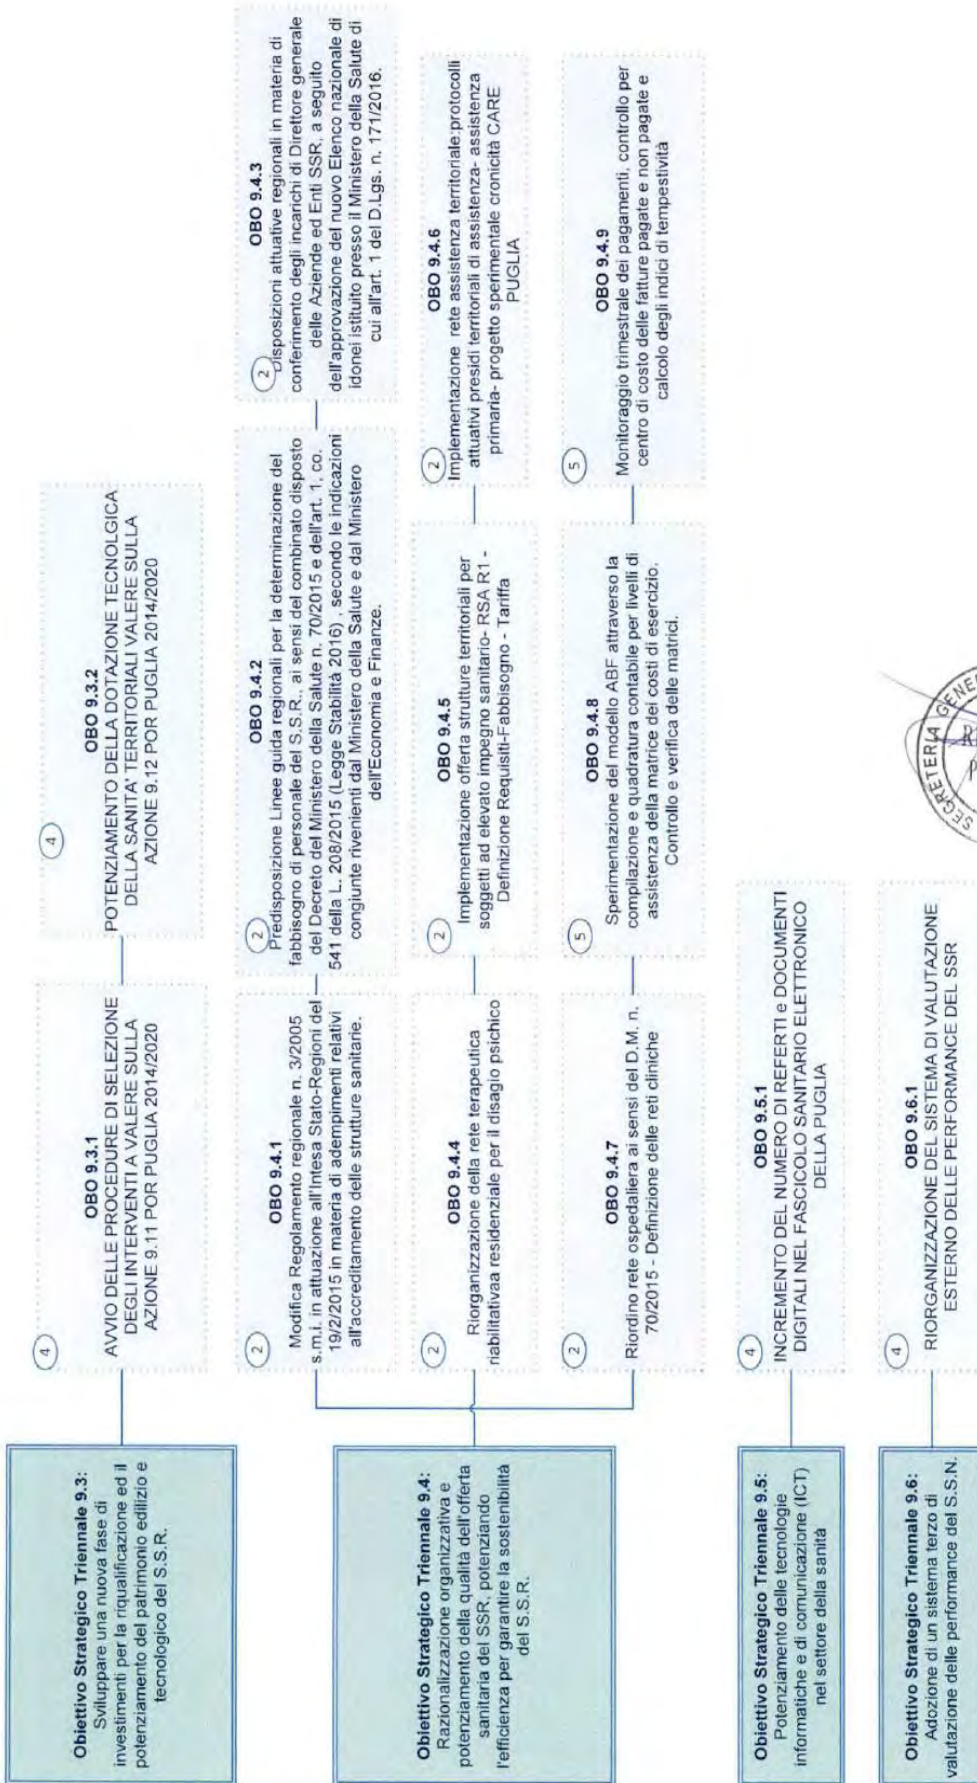 Obiettivo Strategico Triennale 9.3:
Sviluppare una nuova fase di
investimenti per la riqualificazione ed il
potenziamento del patrimonio edilizio e
tecnologico del S.S.R.
4
OBO 9.3.1
AVVIO DELLE PROCEDURE DI SELEZIONE
DEGLI INTERVENTI A VALERE SULLA
AZIONE 9.11 POR PUGLIA 2014/2020
4
OBO 9.3.2
POTENZIAMENTO DELLA DOTAZIONE TECNOLGICA
DELLA SANITA' TERRITORIALI VALERE SULLA
AZIONE 9.12 POR PUGLIA 2014/2020
Obiettivo Strategico Triennale 9.4:
Razionalizzazione organizzativa e
potenziamento della qualità dell'offerta
sanitaria del SSR, potenziando
l'efficienza per garantire la sostenibilità
del S.S.R.
2
OBO 9.4.1
Modifica Regolamento regionale n. 3/2005
s.m.i. in attuazione all'Intesa Stato-Regioni del
19/2/2015 in materia di adempimenti relativi
all'accreditamento delle strutture sanitarie.
2
OBO 9.4.2
Predisposizione Linee guida regionali per la determinazione del
fabbisogno di personale del S.S.R., ai sensi del combinato disposto
del Decreto del Ministero della Salute n. 70/2015 e dell'art. 1, co.
541 della L. 208/2015 (Legge Stabilità 2016) , secondo le indicazioni
congiunte rivenienti dal Ministero della Salute e dal Ministero
dell'Economia e Finanze.
2
OBO 9.4.3
Disposizioni attuative regionali in materia di
conferimento degli incarichi di Direttore generale
delle Aziende ed Enti SSR, a seguito
dell'approvazione del nuovo Elenco nazionale di
idonei istituito presso il Ministero della Salute di
cui all'art. 1 del D.Lgs. n. 171/2016.
2
OBO 9.4.4
Riorganizzazione della rete terapeutica
riabilitativaa residenziale per il disagio psichico
2
OBO 9.4.5
Implementazione offerta strutture territoriali per
soggetti ad elevato impegno sanitario- RSA R1 -
Definizione Requisiti-Fabbisogno - Tariffa
2
OBO 9.4.6
Implementazione rete assistenza territoriale:protocolli
attuativi presidi territoriali di assistenza- assistenza
primaria- progetto sperimentale cronicità CARE
PUGLIA
2
OBO 9.4.7
Riordino rete ospedaliera ai sensi del D.M. n.
70/2015 - Definizione delle reti cliniche
5
OBO 9.4.8
Sperimentazione del modello ABF attraverso la
compilazione e quadratura contabile per livelli di
assistenza della matrice dei costi di esercizio.
Controllo e verifica delle matrici.
5
OBO 9.4.9
Monitoraggio trimestrale dei pagamenti, controllo per
centro di costo delle fatture pagate e non pagate e
calcolo degli indici di tempestività
Obiettivo Strategico Triennale 9.5:
Potenziamento delle tecnologie
informatiche e di comunicazione (ICT)
nel settore della sanità
4
OBO 9.5.1
INCREMENTO DEL NUMERO DI REFERTI e DOCUMENTI
DIGITALI NEL FASCICOLO SANITARIO ELETTRONICO
DELLA PUGLIA
Obiettivo Strategico Triennale 9.6:
Adozione di un sistema terzo di
valutazione delle performance del S.S.N.
4
OBO 9.6.1
RIORGANIZZAZIONE DEL SISTEMA DI VALUTAZIONE
ESTERNO DELLE PERFORMANCE DEL SSR
SEGRETERIA GENE